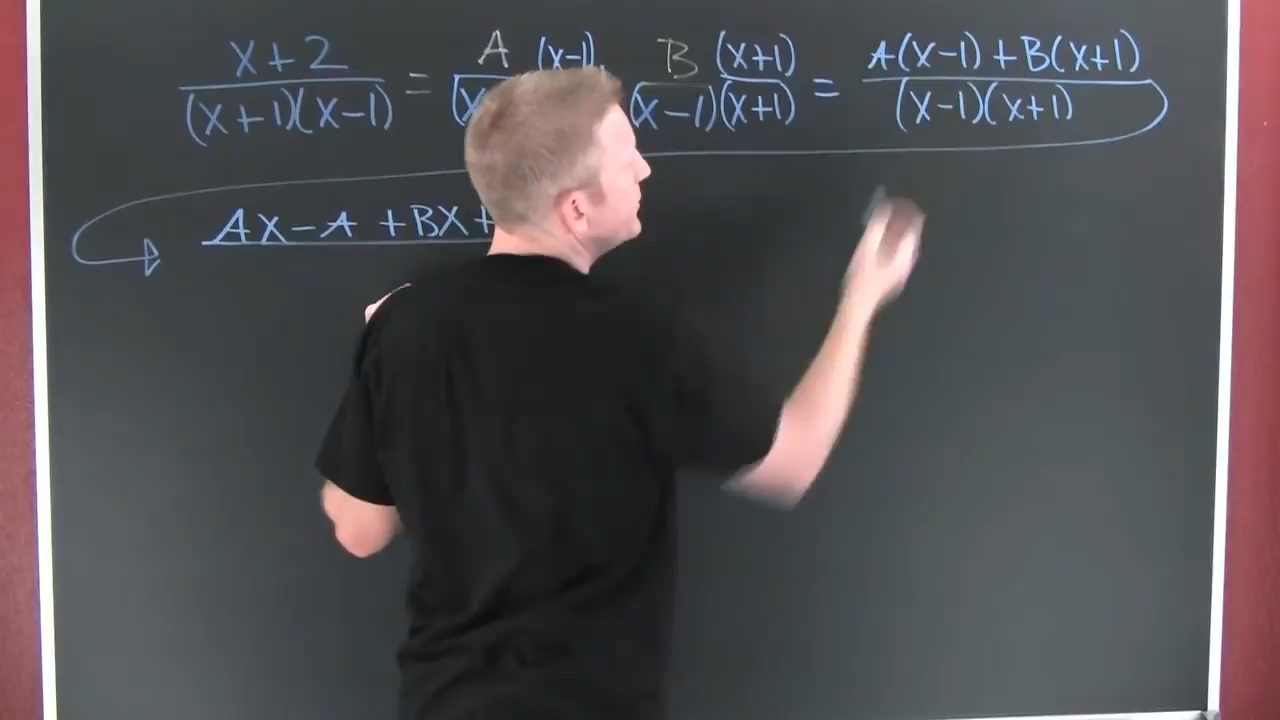 x+2 = A (x-1) B (x+1) = A(x-1)+B(x+1)
(x+1)(x-1) (x (x-1)(x+1) (x-1)(x+1)
Ax-A+Bx+